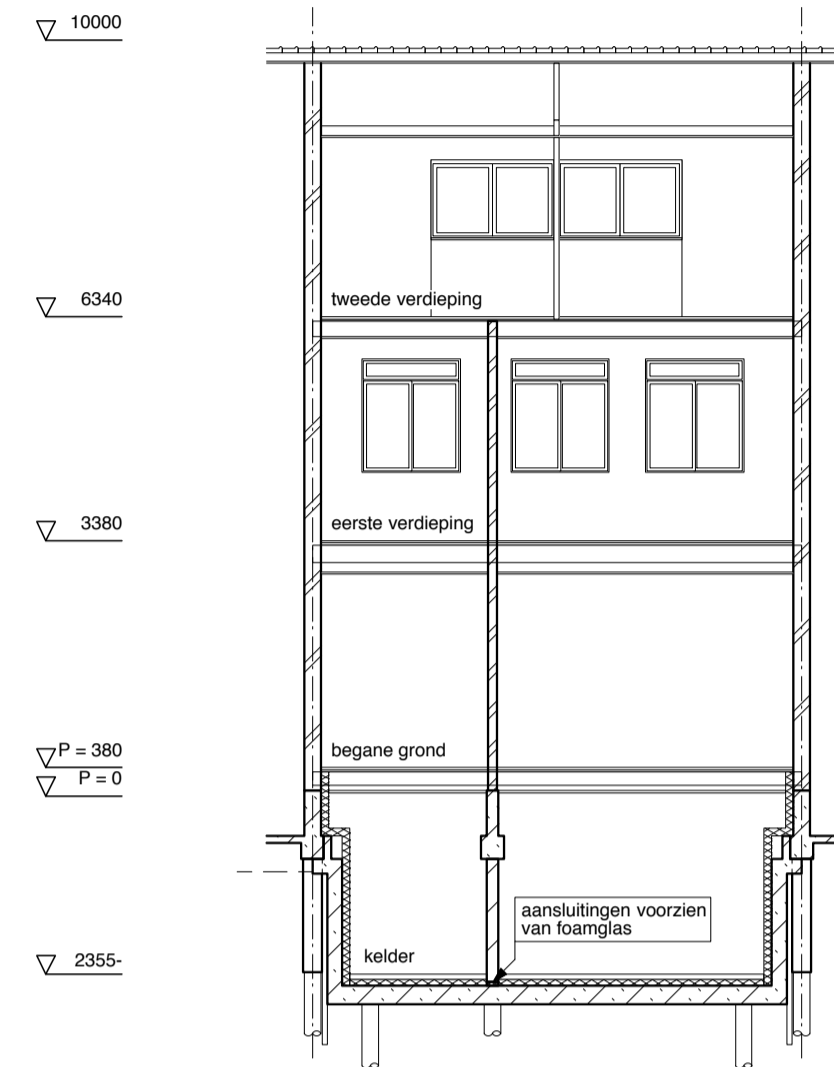 10000
6340
tweede verdieping
3380
eerste verdieping
P = 380
begane grond
P = 0
aansluitingen voorzien
van foamglas
2355-
kelder